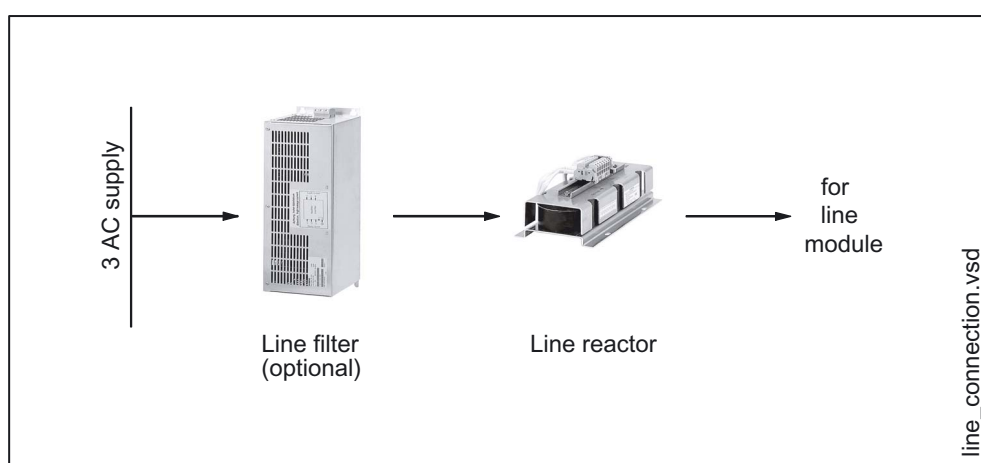 3 AC supply
Line filter
(optional)
Line reactor
for
line
module
line_connection.vsd